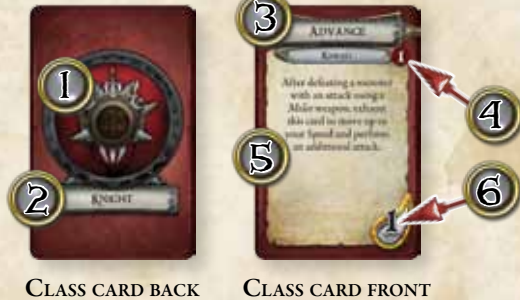 3
ADVANCE
1
KNIGHT
1
4
After defeating a monster
with an attack using a
Melee weapon, exhaust
this card to move up to
your Speed and perform
an additional attack.
5
2
KNIGHT
6
1
CLASS CARD BACK
CLASS CARD FRONT